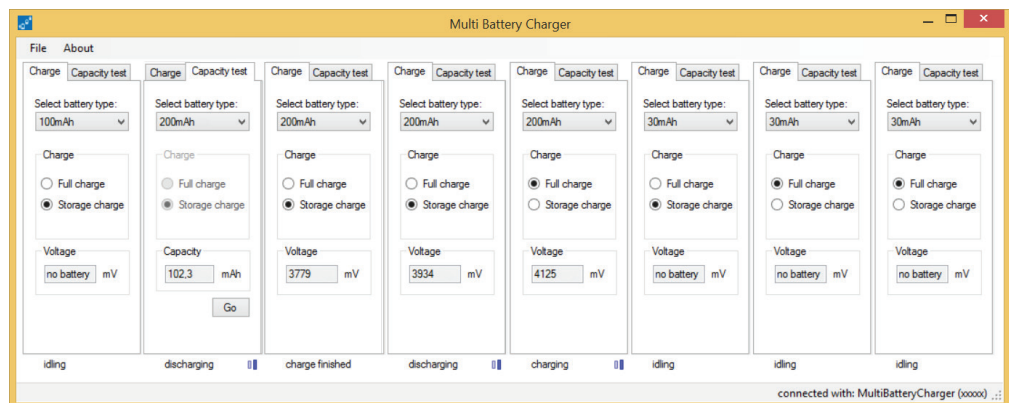 Multi Battery Charger
File About
Charge Capacity test Charge Capacity test Charge Capacity test Charge Capacity test Charge Capacity test Charge Capacity test Charge Capacity test Charge Capacity test
Select battery type: Select battery type: Select battery type: Select battery type: Select battery type: Select battery type: Select battery type: Select battery type:
100mAh 200mAh 200mAh 200mAh 200mAh 30mAh 30mAh 30mAh
Charge Charge Charge Charge Charge Charge Charge Charge
Full charge Full charge Full charge Full charge Full charge Full charge Full charge Full charge
Storage charge Storage charge Storage charge Storage charge Storage charge Storage charge Storage charge Storage charge
Voltage Capacity Voltage Voltage Voltage Voltage Voltage Voltage
no battery mV 102,3 mAh 3779 mV 3934 mV 4125 mV no battery mV no battery mV no battery mV
Go
idling discharging charge finished discharging charging idling idling idling
connected with: MultiBatteryCharger (xxxxx)